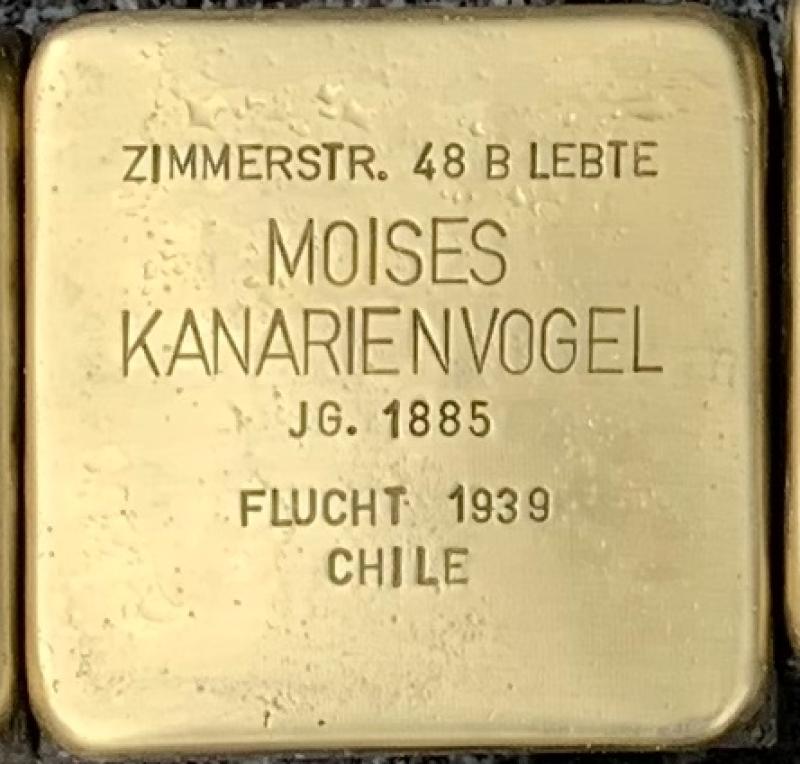 ZIMMERSTR. 48 B LEBTE
MOISES
KANARIENVOGEL
JG. 1885
FLUCHT 1939
CHILE